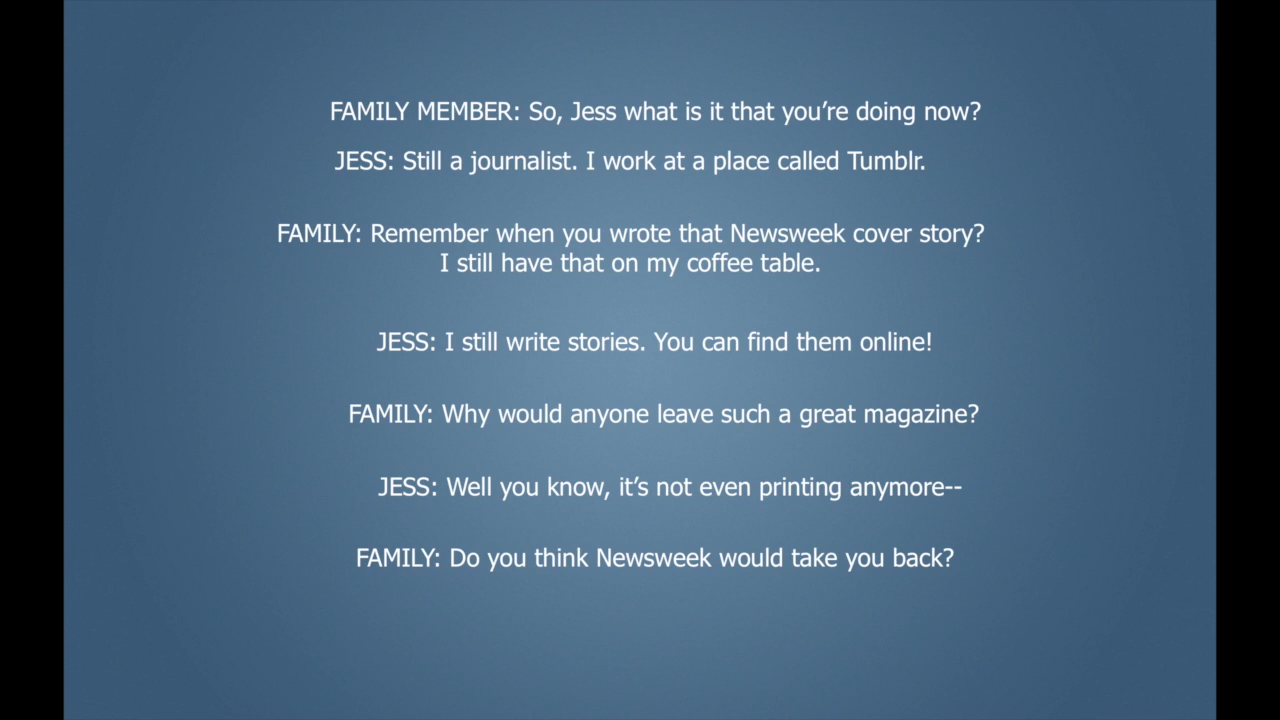 FAMILY MEMBER: So, Jess what is it that you’re doing now?
JESS: Still a journalist. I work at a place called Tumblr.
FAMILY: Remember when you wrote that Newsweek cover story?
I still have that on my coffee table.
JESS: I still write stories. You can find them online!
FAMILY: Why would anyone leave such a great magazine?
JESS: Well you know, it’s not even printing anymore--
FAMILY: Do you think Newsweek would take you back?